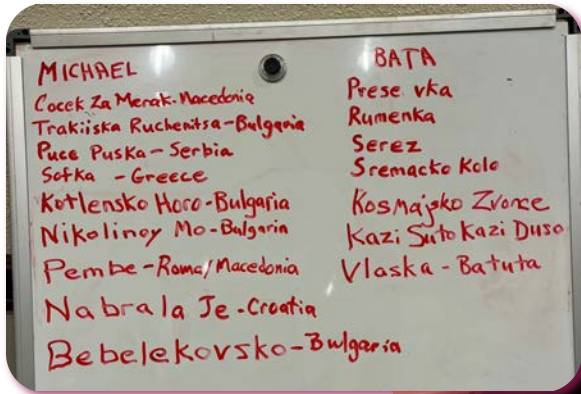 MICHAEL
Cocek Za Merak-Macedonia
Trakiiska Ruchenitsa-Bulgaria
Puce Puska-Serbia
Sofka -Greece
Kotlensko Horo-Bulgaria
Nikolinoy Mo-Bulgaria
Pembe-Roma/Macedonia
Nabrala Je-Croatia
Bebelekovsko-Bulgaria
BATA
Prese vka
Rumenka
Serez
Sremacko Kolo
Kosmajsko Zvonce
Kazi Suto Kazi Duso
Vlaska-Batuta